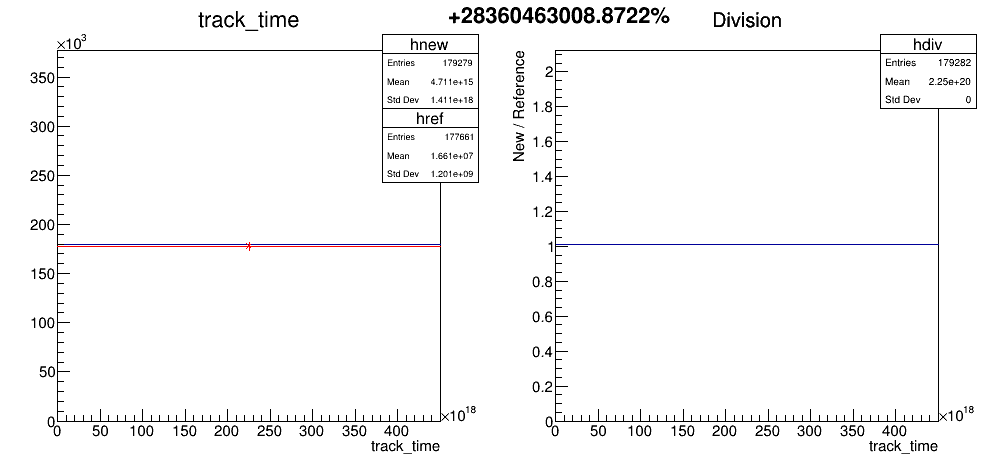 +28360463008.8722%
track_time
×10³
hnew
Entries 179279
Mean 4.711e+15
Std Dev 1.411e+18
href
Entries 177661
Mean 1.661e+07
Std Dev 1.201e+09
350
300
250
200
150
100
50
0
0 50 100 150 200 250 300 350 400
×10¹⁸
track_time
Division
hdiv
Entries 179282
Mean 2.25e+20
Std Dev 0
New / Reference
2
1.8
1.6
1.4
1.2
1
0.8
0.6
0.4
0.2
0
0 50 100 150 200 250 300 350 400
×10¹⁸
track_time